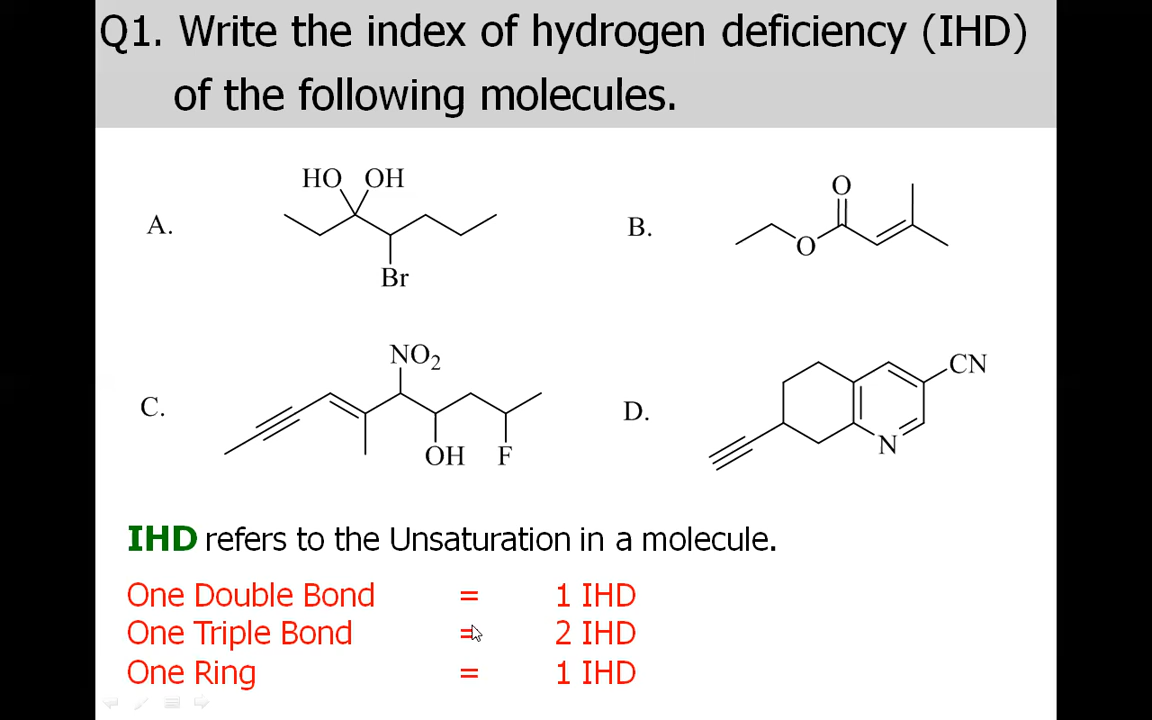 Q1. Write the index of hydrogen deficiency (IHD)
of the following molecules.
HO OH
A.
Br
O
B.
O
NO2
C.
OH F
CN
D.
N
IHD refers to the Unsaturation in a molecule.
One Double Bond = 1 IHD
One Triple Bond = 2 IHD
One Ring = 1 IHD